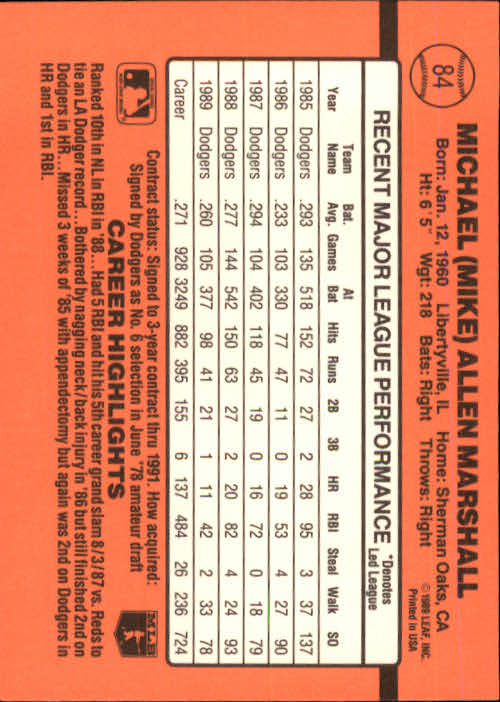 84
MICHAEL (MIKE) ALLEN MARSHALL
© 1989 LEAF, INC.
Printed in USA
Born: Jan. 12, 1960 Libertyville, IL Home: Sherman Oaks, CA
Ht: 6'5" Wgt: 218 Bats: Right Throws: Right
RECENT MAJOR LEAGUE PERFORMANCE *Denotes Led League
Year Team Name Bat. Avg. Games At Bat Hits Runs 2B 3B HR RBI Steal Walk SO
1985 Dodgers .293 135 518 152 72 27 2 28 95 3 37 137
1986 Dodgers .233 103 330 77 47 11 0 19 53 4 27 90
1987 Dodgers .294 104 402 118 45 19 0 16 72 0 18 79
1988 Dodgers .277 144 542 150 63 27 2 20 82 4 24 93
1989 Dodgers .260 105 377 98 41 21 1 11 42 2 33 78
Career .271 928 3249 882 395 155 6 137 484 26 236 724
Contract status: Signed to 3-year contract thru 1991. How acquired:
Signed by Dodgers as No. 6 selection in June '78 amateur draft
MLB
CAREER HIGHLIGHTS
Ranked 10th in NL in RBI in '88...Had 5 RBI and hit his 5th career grand slam 8/3/87 vs. Reds to
tie an LA Dodger record...Bothered by nagging neck/back injury in '86 but still finished 2nd on
Dodgers in HR...Missed 3 weeks of '85 with appendectomy but again was 2nd on Dodgers in
HR and 1st in RBI.